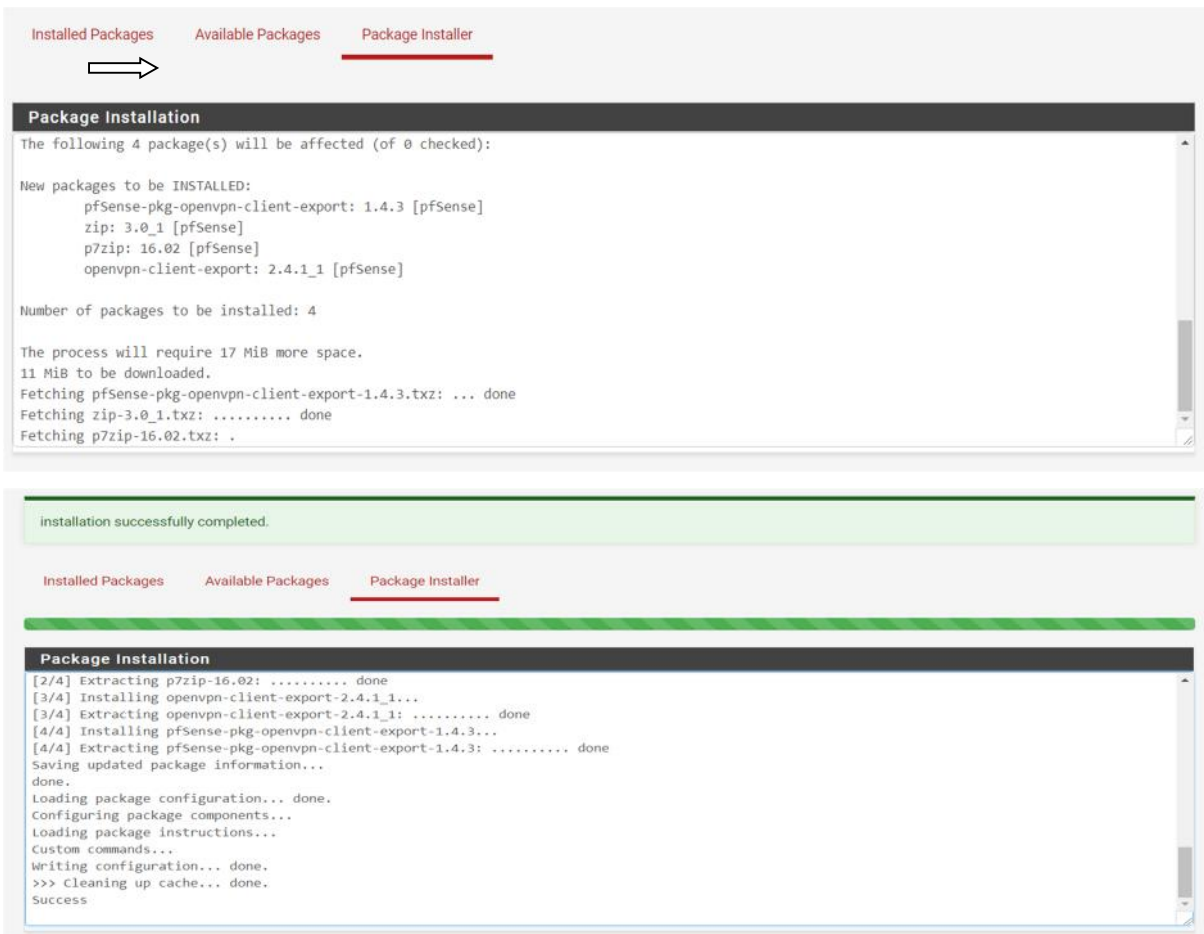 Installed Packages Available Packages Package Installer
Package Installation
The following 4 package(s) will be affected (of 0 checked):
New packages to be INSTALLED:
pfSense-pkg-openvpn-client-export: 1.4.3 [pfSense]
zip: 3.0_1 [pfSense]
p7zip: 16.02 [pfSense]
openvpn-client-export: 2.4.1_1 [pfSense]
Number of packages to be installed: 4
The process will require 17 MiB more space.
11 MiB to be downloaded.
Fetching pfSense-pkg-openvpn-client-export-1.4.3.txz: ... done
Fetching zip-3.0_1.txz: .......... done
Fetching p7zip-16.02.txz: .
installation successfully completed.
Installed Packages Available Packages Package Installer
Package Installation
[2/4] Extracting p7zip-16.02: .......... done
[3/4] Installing openvpn-client-export-2.4.1_1...
[3/4] Extracting openvpn-client-export-2.4.1_1: .......... done
[4/4] Installing pfSense-pkg-openvpn-client-export-1.4.3...
[4/4] Extracting pfSense-pkg-openvpn-client-export-1.4.3: .......... done
Saving updated package information...
done.
Loading package configuration... done.
Configuring package components...
Loading package instructions...
Custom commands...
Writing configuration... done.
>>> Cleaning up cache... done.
Success